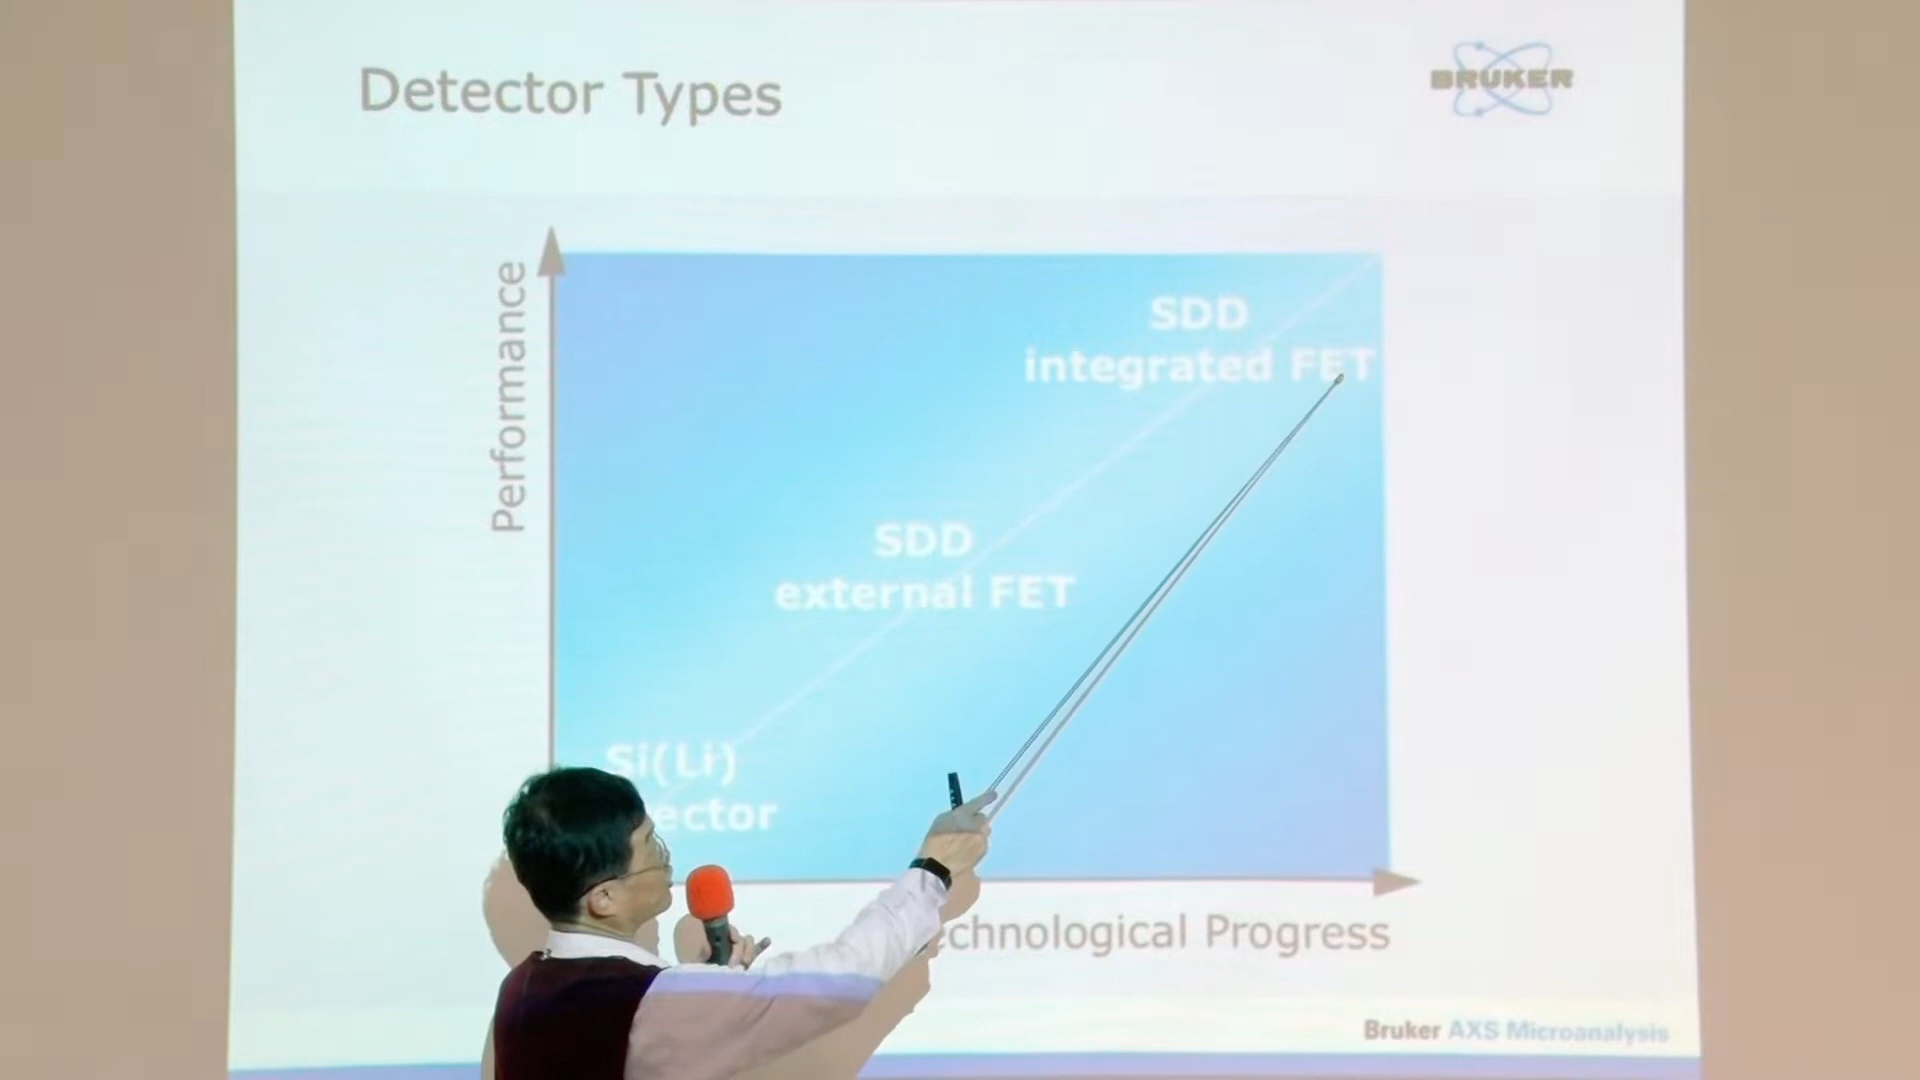 Detector Types
BRUKER
Performance
SDD
integrated FET
SDD
external FET
Si(Li)
ector
echnological Progress
Bruker AXS Microanalysis